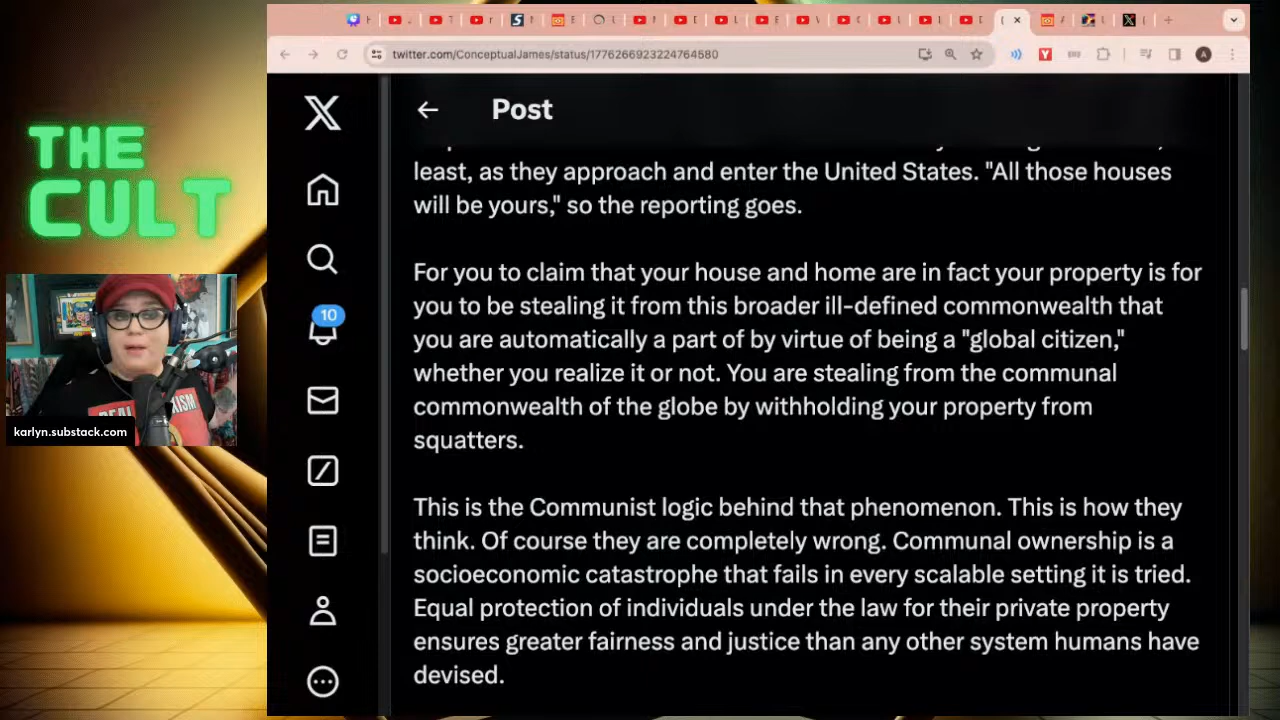 twitter.com/ConceptualJames/status/1776266923224764580
THE
CULT
karlyn.substack.com
10
Post
least, as they approach and enter the United States. "All those houses
will be yours," so the reporting goes.
For you to claim that your house and home are in fact your property is for
you to be stealing it from this broader ill-defined commonwealth that
you are automatically a part of by virtue of being a "global citizen,"
whether you realize it or not. You are stealing from the communal
commonwealth of the globe by withholding your property from
squatters.
This is the Communist logic behind that phenomenon. This is how they
think. Of course they are completely wrong. Communal ownership is a
socioeconomic catastrophe that fails in every scalable setting it is tried.
Equal protection of individuals under the law for their private property
ensures greater fairness and justice than any other system humans have
devised.